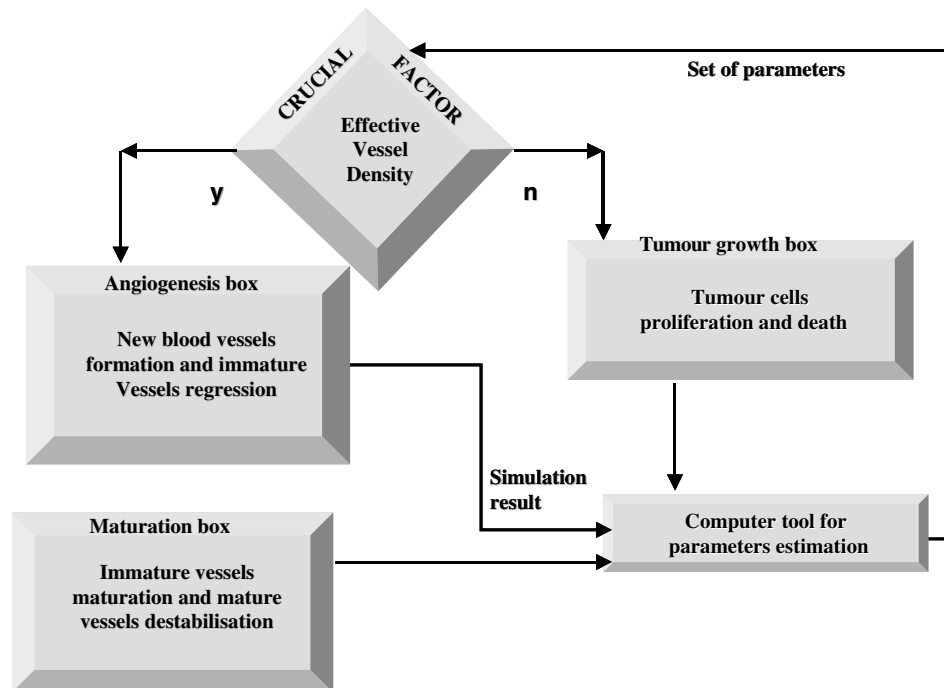 CRUCIAL
FACTOR
Effective
Vessel
Density
Set of parameters
y
n
Angiogenesis box
New blood vessels
formation and immature
Vessels regression
Tumour growth box
Tumour cells
proliferation and death
Simulation
result
Maturation box
Immature vessels
maturation and mature
vessels destabilisation
Computer tool for
parameters estimation